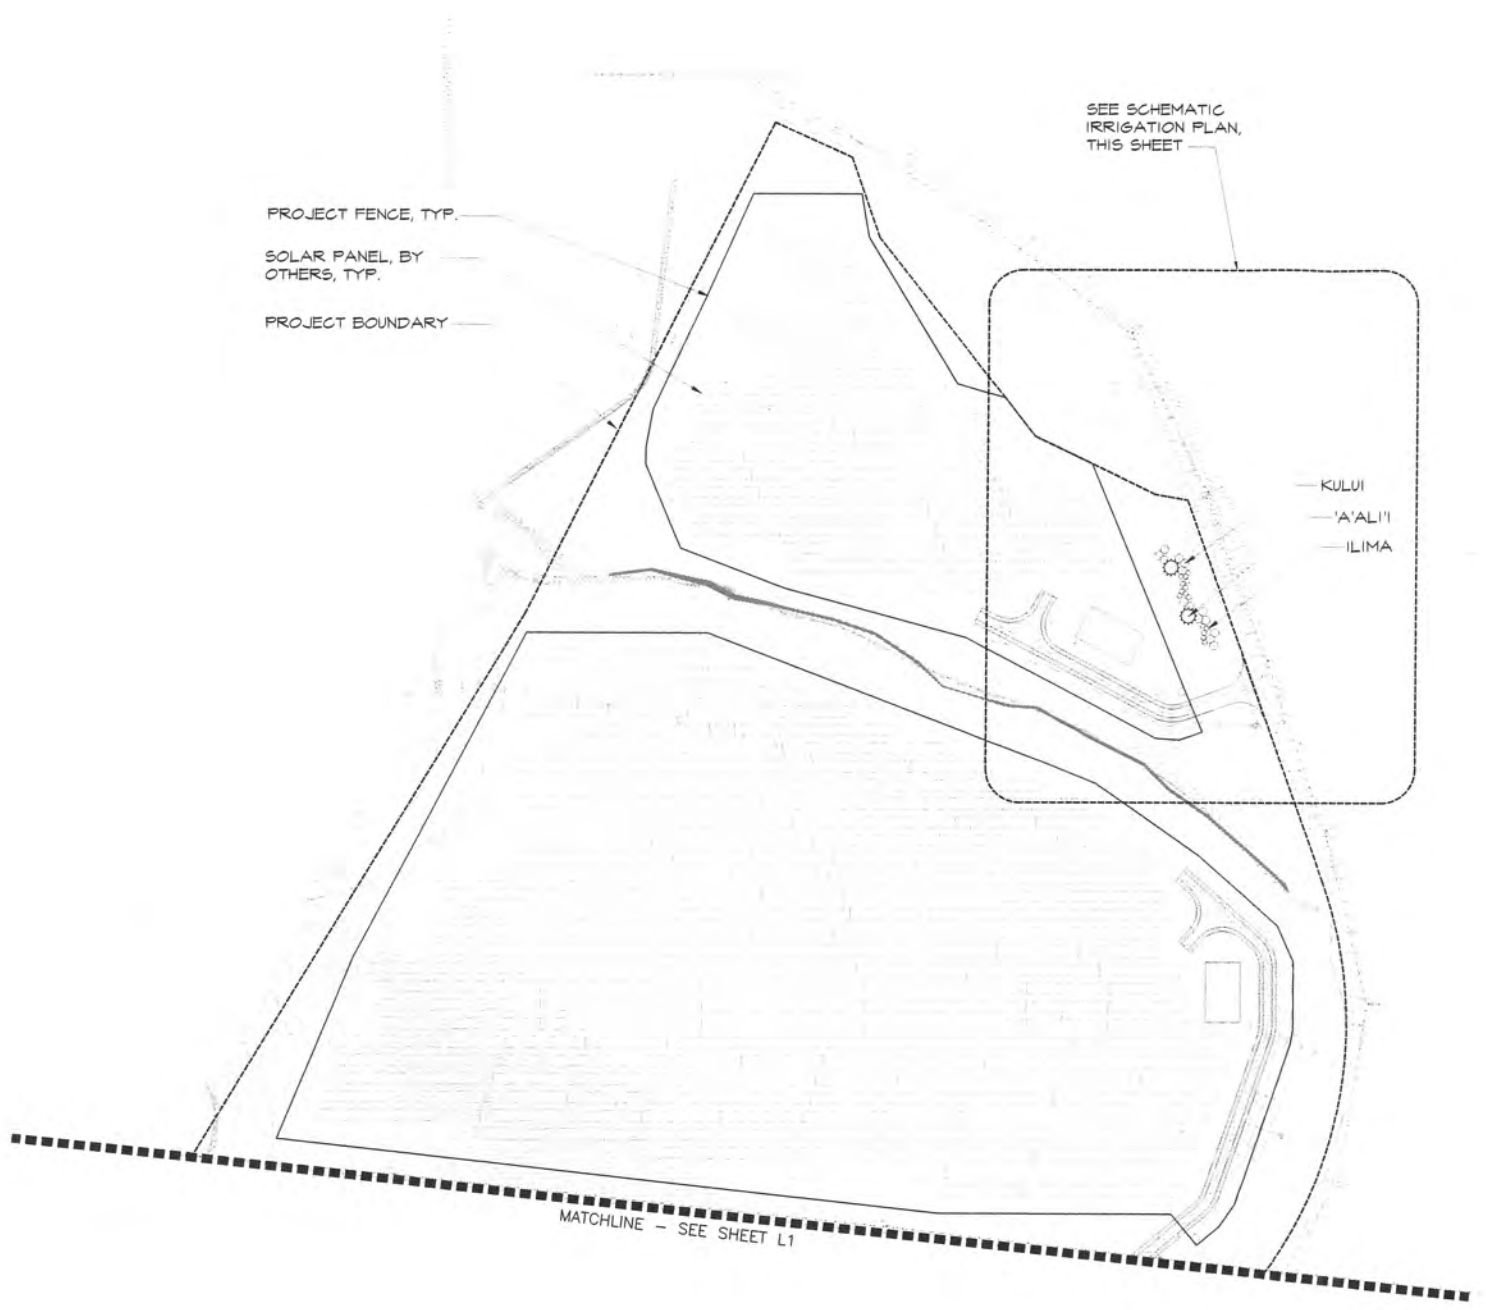 SEE SCHEMATIC
IRRIGATION PLAN,
THIS SHEET
PROJECT FENCE, TYP.
SOLAR PANEL, BY
OTHERS, TYP.
PROJECT BOUNDARY
KULUI
'A'ALI'I
ILIMA
MATCHLINE - SEE SHEET L1